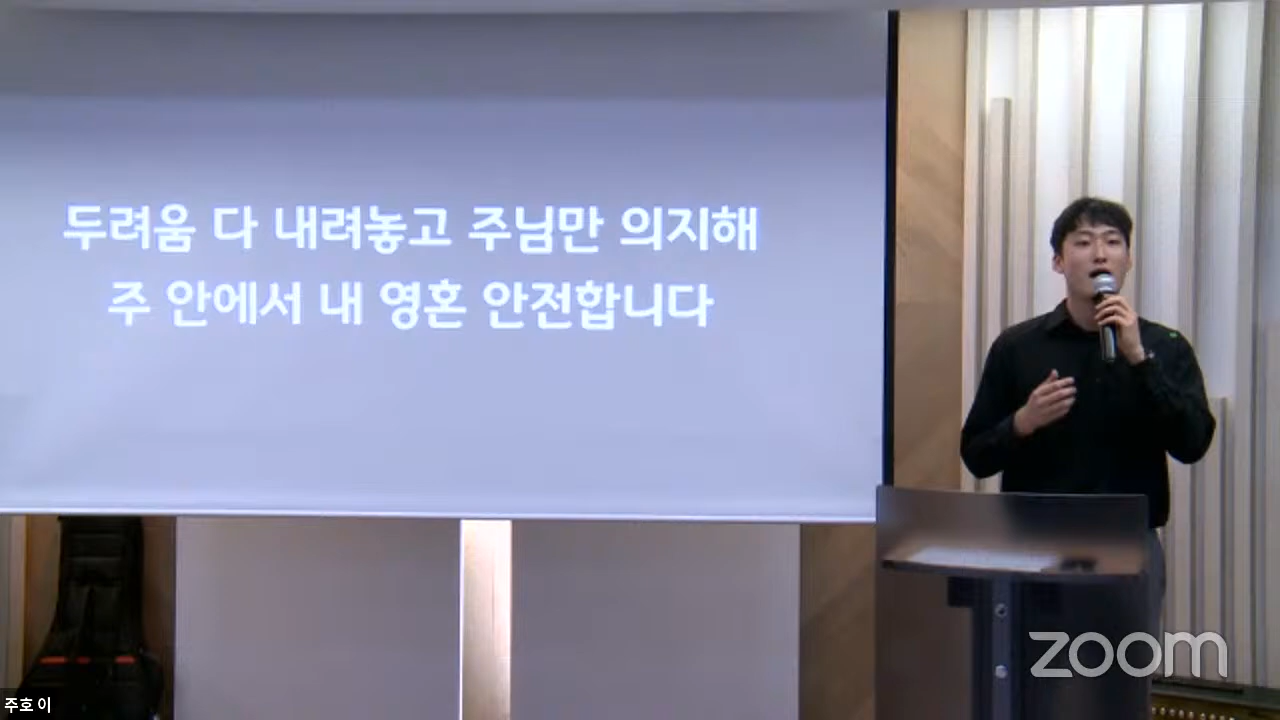 두려움 다 내려놓고 주님만 의지해
주 안에서 내 영혼 안전합니다
zoom
주호 이